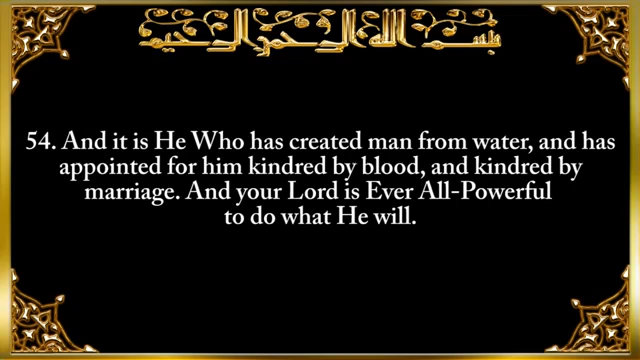 بسم الله الرحمن الرحيم
54. And it is He Who has created man from water, and has
appointed for him kindred by blood, and kindred by
marriage. And your Lord is Ever All-Powerful
to do what He will.